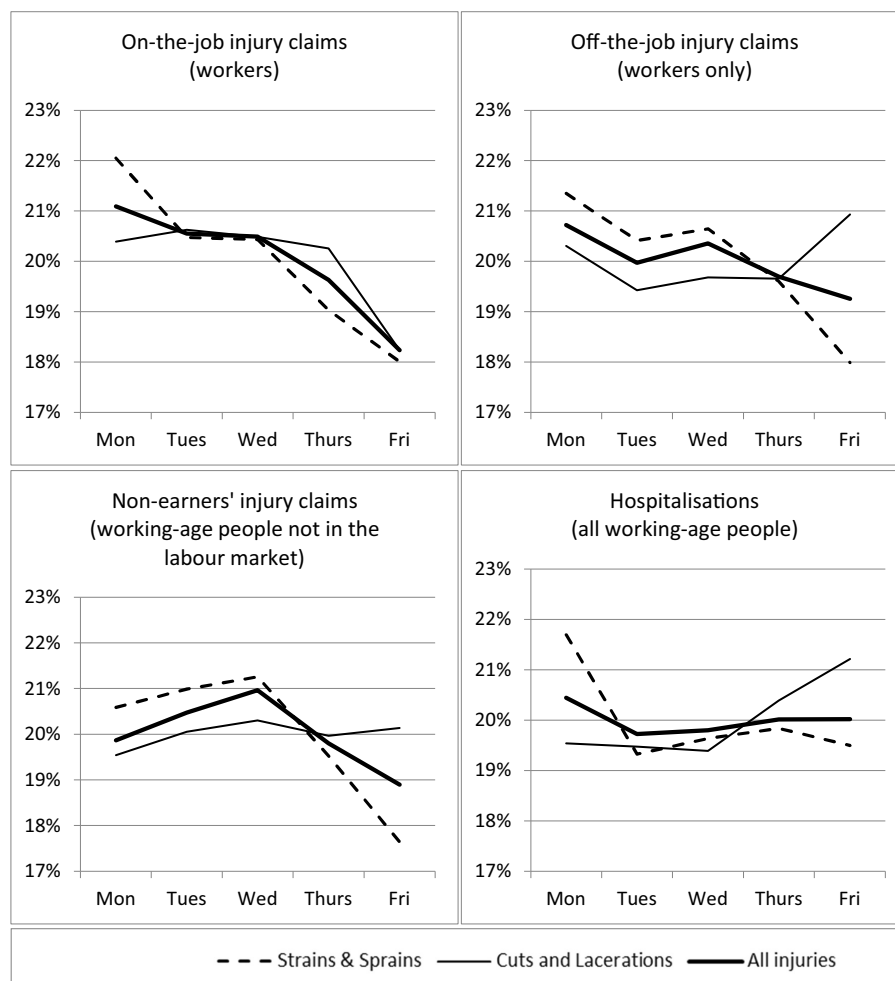 On-the-job injury claims
(workers)
23%
22%
21%
20%
19%
18%
17%
Mon Tues Wed Thurs Fri
Off-the-job injury claims
(workers only)
23%
22%
21%
20%
19%
18%
17%
Mon Tues Wed Thurs Fri
Non-earners' injury claims
(working-age people not in the
labour market)
23%
22%
21%
20%
19%
18%
17%
Mon Tues Wed Thurs Fri
Hospitalisations
(all working-age people)
23%
22%
21%
20%
19%
18%
17%
Mon Tues Wed Thurs Fri
Strains & Sprains Cuts and Lacerations All injuries